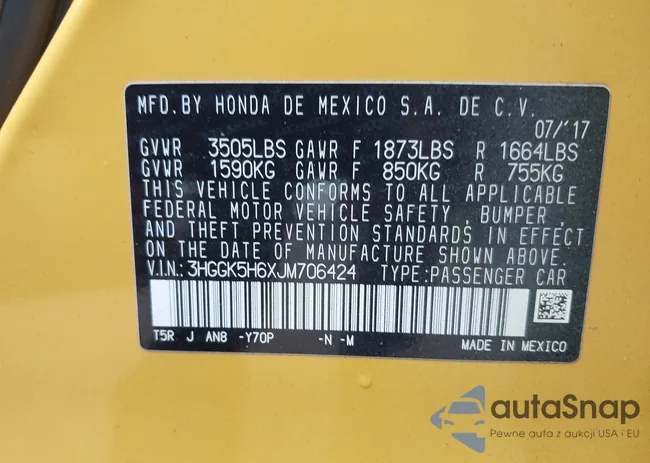 MFD. BY HONDA DE MEXICO S.A. DE C.V.
07/'17
GVWR 3505LBS GAWR F 1873LBS R 1664LBS
GVWR 1590KG GAWR F 850KG R 755KG
THIS VEHICLE CONFORMS TO ALL APPLICABLE
FEDERAL MOTOR VEHICLE SAFETY, BUMPER,
AND THEFT PREVENTION STANDARDS IN EFFECT
ON THE DATE OF MANUFACTURE SHOWN ABOVE.
V.I.N.: 3HGGK5H6XJM706424 TYPE:PASSENGER CAR
T5R J AN8 -Y70P -N -M
MADE IN MEXICO
autaSnap
Pewne auta z aukcji USA i EU